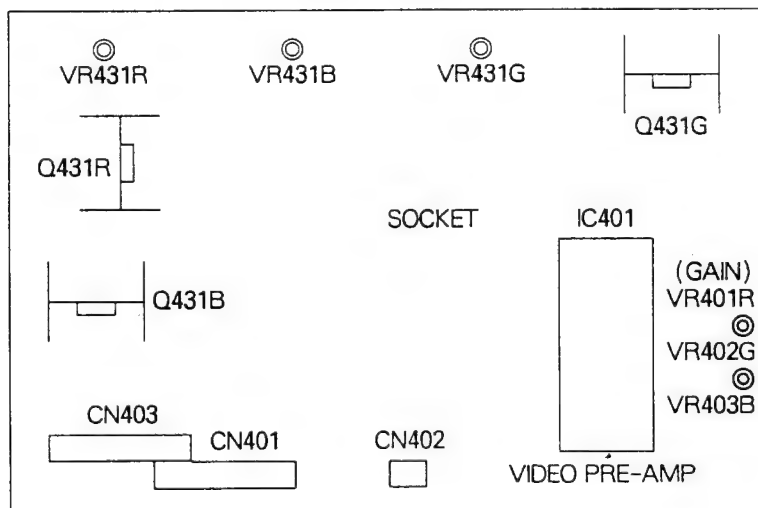 VR431R
VR431B
VR431G
Q431G
Q431R
SOCKET
IC401
(GAIN)
VR401R
Q431B
VR402G
VR403B
CN403
CN401
CN402
VIDEO PRE-AMP